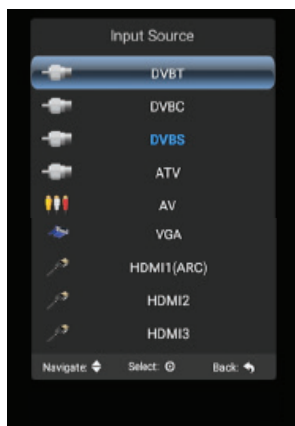 Input Source
DVBT
DVBC
DVBS
ATV
AV
VGA
HDMI1(ARC)
HDMI2
HDMI3
Navigate: Select: Back: